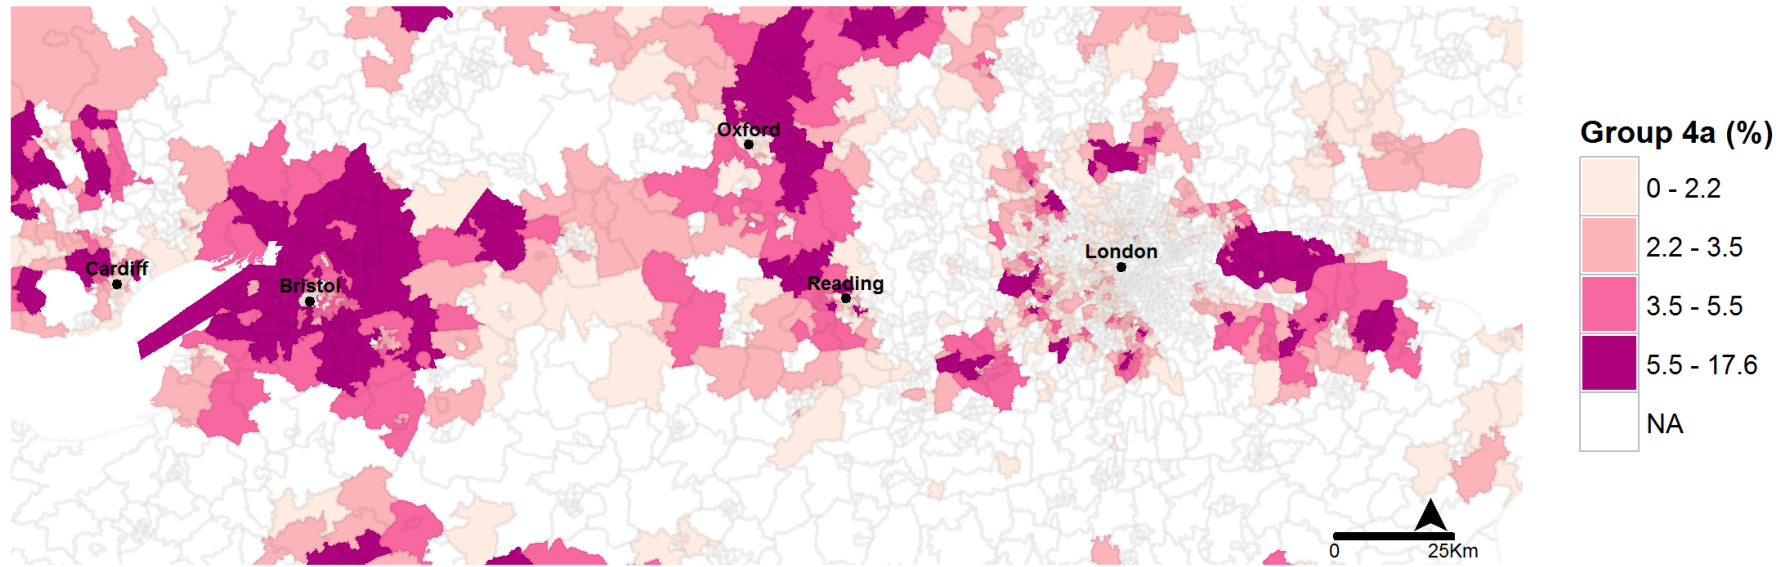 Oxford
Cardiff
Bristol
Reading
London
Group 4a (%)
0 - 2.2
2.2 - 3.5
3.5 - 5.5
5.5 - 17.6
NA
0 25Km